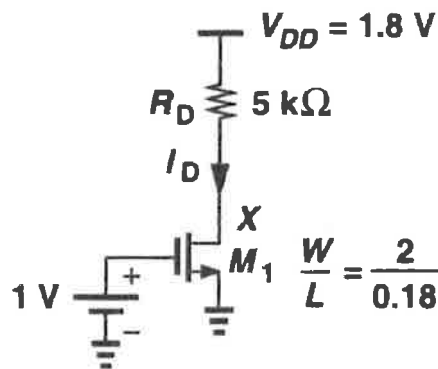 V_DD = 1.8 V
R_D 5 kΩ
I_D
X
M_1 W/L = 2/0.18
+
1 V
−